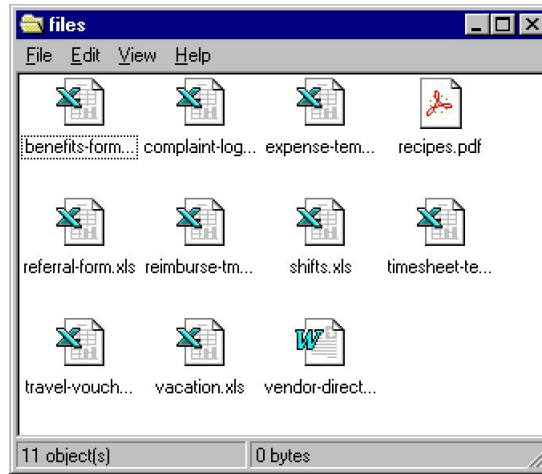 files
File Edit View Help
benefits-form... complaint-log... expense-tem... recipes.pdf
referral-form.xls reimburse-tm... shifts.xls timesheet-te...
travel-vouch... vacation.xls vendor-direct...
11 object(s) 0 bytes